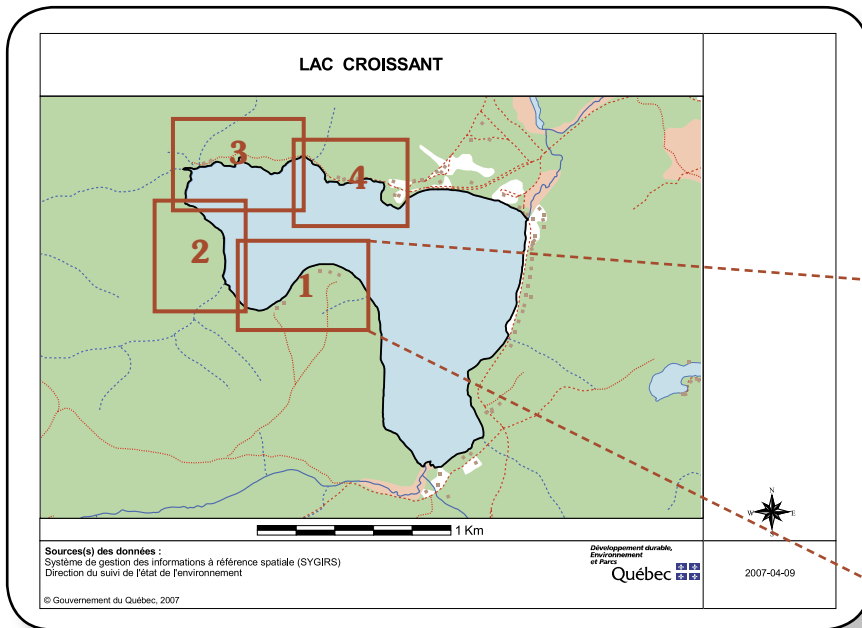 LAC CROISSANT
3
4
2
1
N
W E
S
1 Km
Sources(s) des données :
Système de gestion des informations à référence spatiale (SYGIRS)
Direction du suivi de l'état de l'environnement
© Gouvernement du Québec, 2007
Développement durable,
Environnement
et Parcs
Québec
2007-04-09